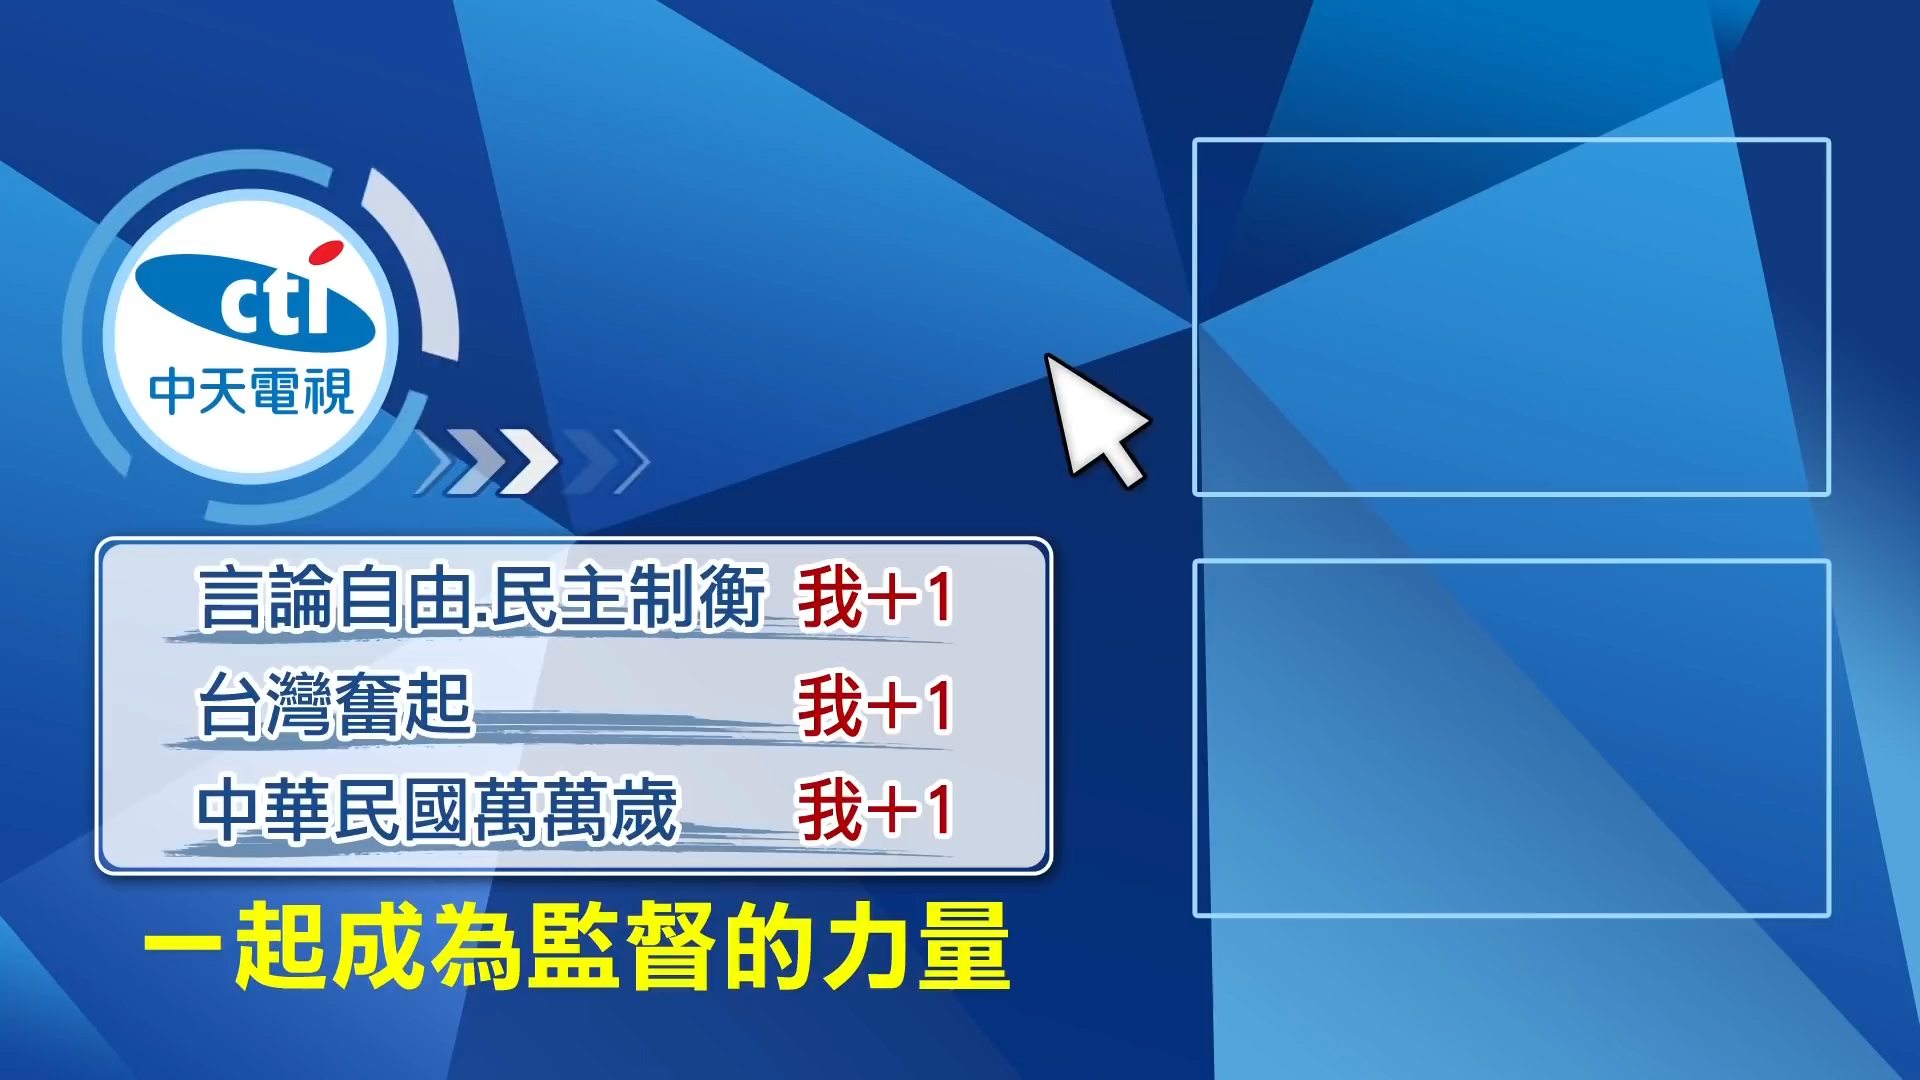 cti
中天電視
言論自由.民主制衡 我+1
台灣奮起 我+1
中華民國萬萬歲 我+1
一起成為監督的力量